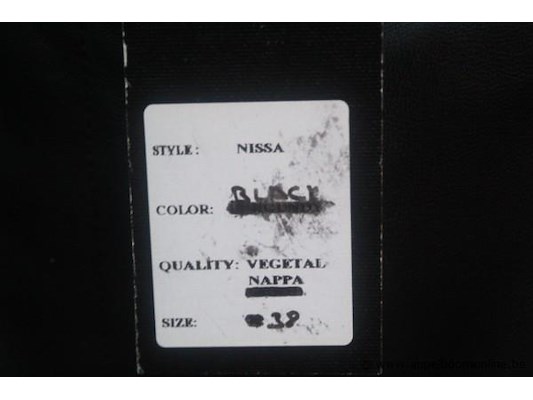 STYLE: NISSA
BLACK
COLOR:
QUALITY: VEGETAL
NAPPA
SIZE: 38